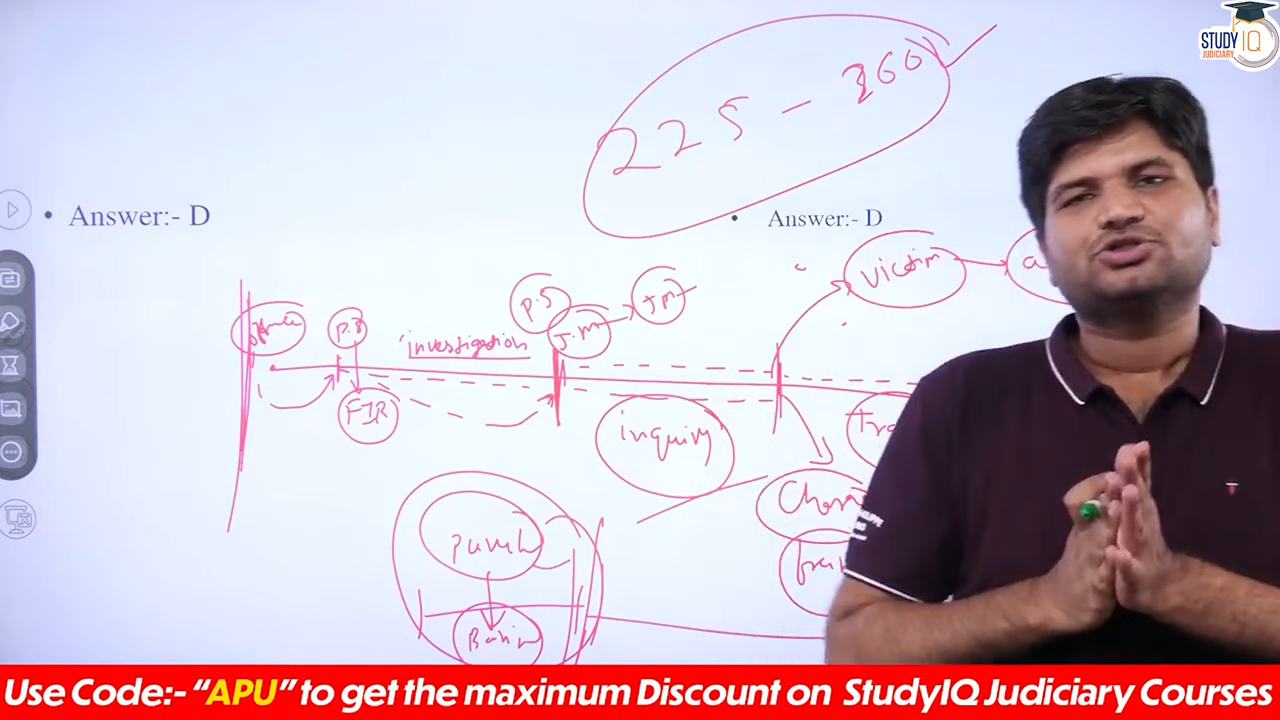 STUDY IQ
JUDICIARY
225 - 360
• Answer:- D
• Answer:- D
Victim
P.S
J.M
J.M
P.S
investigation
FIR
inquiry
Use Code:- “APU” to get the maximum Discount on StudyIQ Judiciary Courses